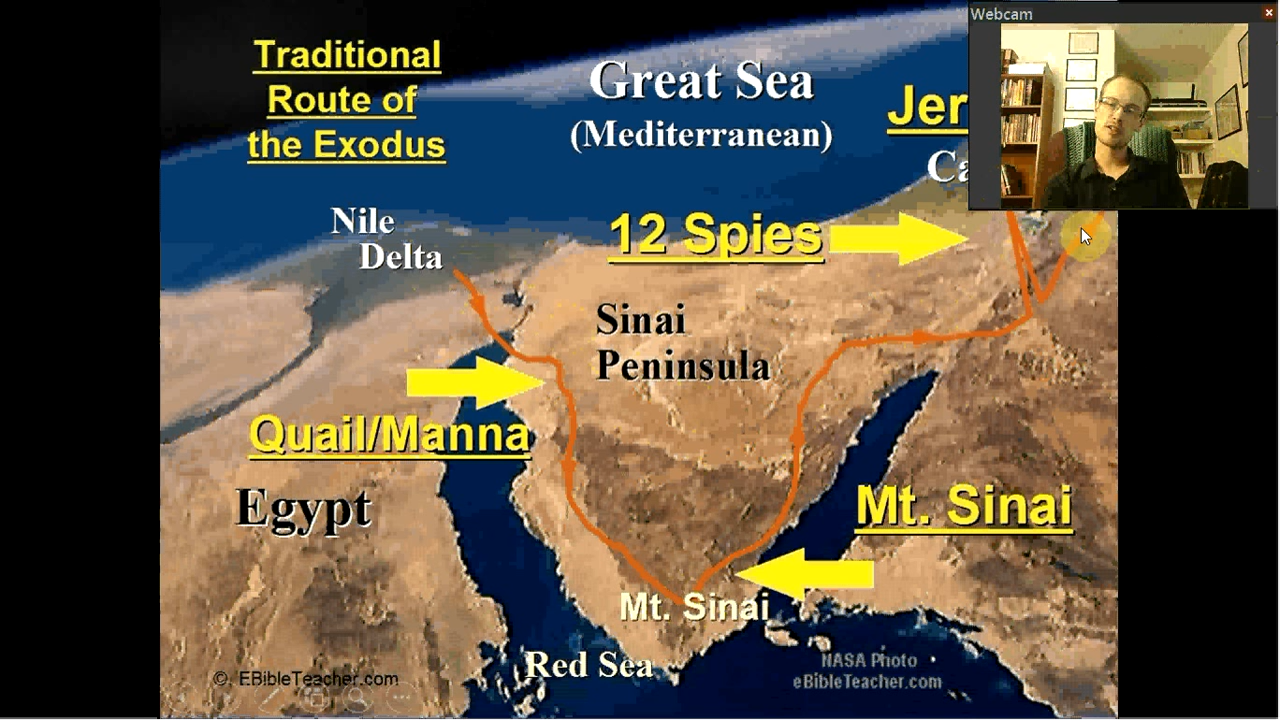 Webcam
Traditional
Route of
the Exodus
Great Sea
(Mediterranean)
Jer
Ca
Nile
Delta
12 Spies
Sinai
Peninsula
Quail/Manna
Egypt
Mt. Sinai
Mt. Sinai
Red Sea
©. EBibleTeacher.com
NASA Photo
eBibleTeacher.com